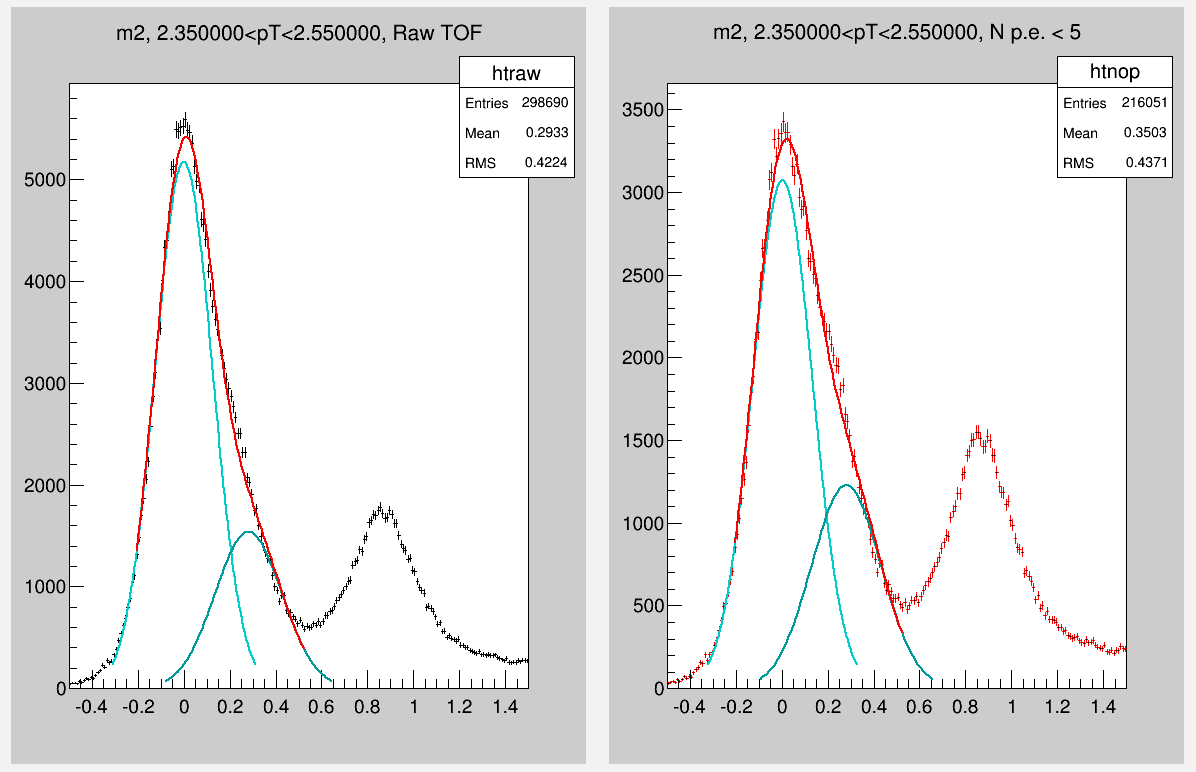 m2, 2.350000<pT<2.550000, Raw TOF
htraw
Entries 298690
Mean 0.2933
RMS 0.4224
5000
4000
3000
2000
1000
0
-0.4 -0.2 0 0.2 0.4 0.6 0.8 1 1.2 1.4
m2, 2.350000<pT<2.550000, N p.e. < 5
htnop
Entries 216051
Mean 0.3503
RMS 0.4371
3500
3000
2500
2000
1500
1000
500
0
-0.4 -0.2 0 0.2 0.4 0.6 0.8 1 1.2 1.4